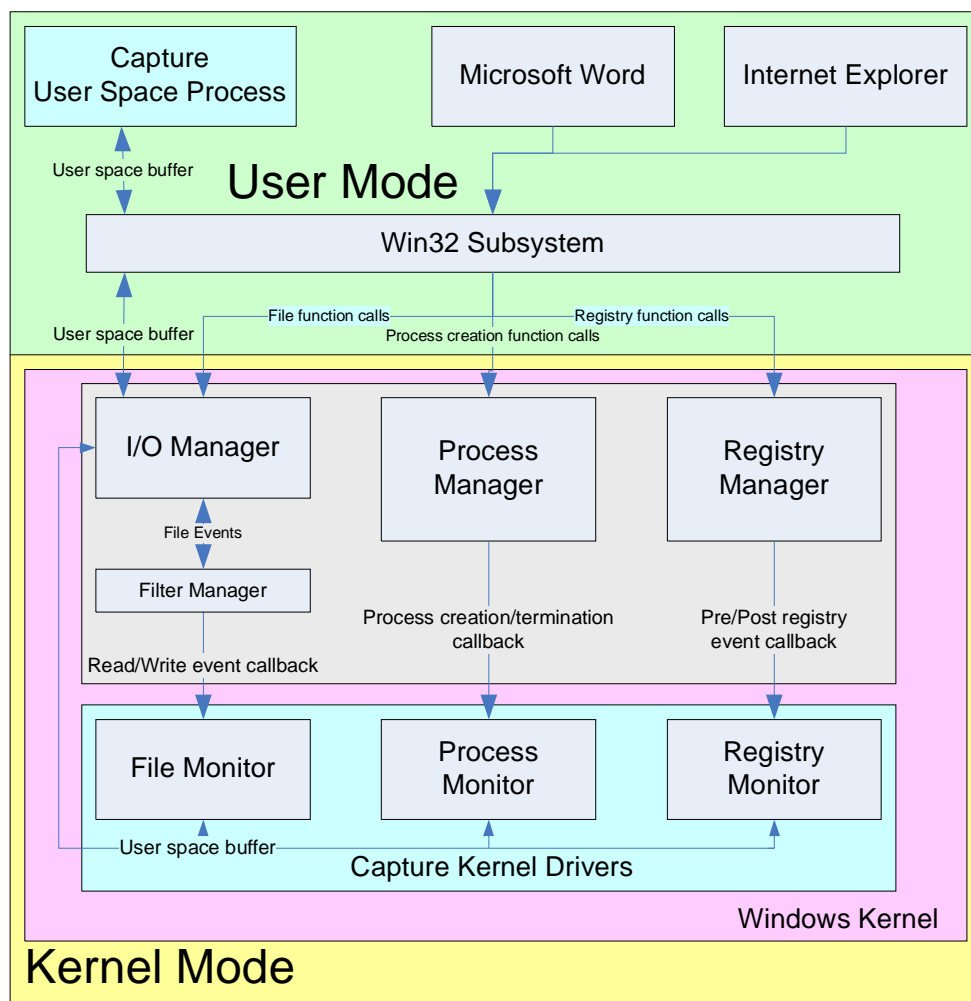 Capture
User Space Process
Microsoft Word
Internet Explorer
User space buffer
User Mode
Win32 Subsystem
User space buffer
File function calls
Process creation function calls
Registry function calls
I/O Manager
Process
Manager
Registry
Manager
File Events
Filter Manager
Process creation/termination
callback
Pre/Post registry
event callback
Read/Write event callback
File Monitor
Process
Monitor
Registry
Monitor
User space buffer
Capture Kernel Drivers
Windows Kernel
Kernel Mode